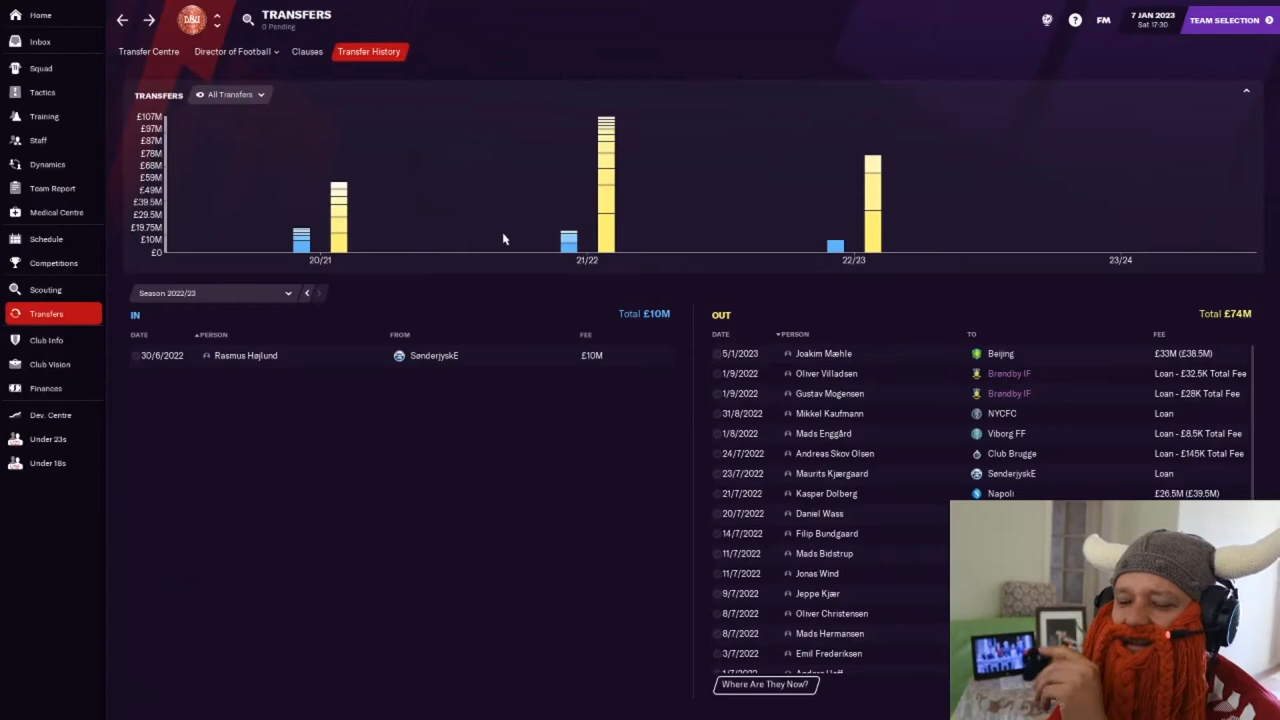 Home
TRANSFERS
0 Pending
FM
7 JAN 2023
Sat 17:30
TEAM SELECTION
DBU
Inbox
Transfer Centre
Director of Football
Clauses
Transfer History
Squad
Tactics
Training
Staff
Dynamics
Team Report
Medical Centre
Schedule
Competitions
Scouting
Transfers
Club Info
Club Vision
Finances
Dev. Centre
Under 23s
Under 18s
TRANSFERS
All Transfers
£107M
£97M
£87M
£78M
£68M
£59M
£49M
£39.5M
£29.5M
£19.75M
£10M
£0
20/21
21/22
22/23
23/24
Season 2022/23
IN
Total £10M
DATE PERSON FROM FEE
30/6/2022 Rasmus Højlund SønderjyskE £10M
OUT
Total £74M
DATE PERSON TO FEE
5/1/2023 Joakim Mæhle Beijing £33M (£38.5M)
1/9/2022 Oliver Villadsen Brøndby IF Loan - £32.5K Total Fee
1/9/2022 Gustav Mogensen Brøndby IF Loan - £28K Total Fee
31/8/2022 Mikkel Kaufmann NYCFC Loan
1/8/2022 Mads Enggård Viborg FF Loan - £8.5K Total Fee
24/7/2022 Andreas Skov Olsen Club Brugge Loan - £145K Total Fee
23/7/2022 Maurits Kjærgaard SønderjyskE Loan
21/7/2022 Kasper Dolberg Napoli £26.5M (£39.5M)
20/7/2022 Daniel Wass
14/7/2022 Filip Bundgaard
11/7/2022 Mads Bidstrup
11/7/2022 Jonas Wind
9/7/2022 Jeppe Kjær
8/7/2022 Oliver Christensen
8/7/2022 Mads Hermansen
3/7/2022 Emil Frederiksen
Where Are They Now?